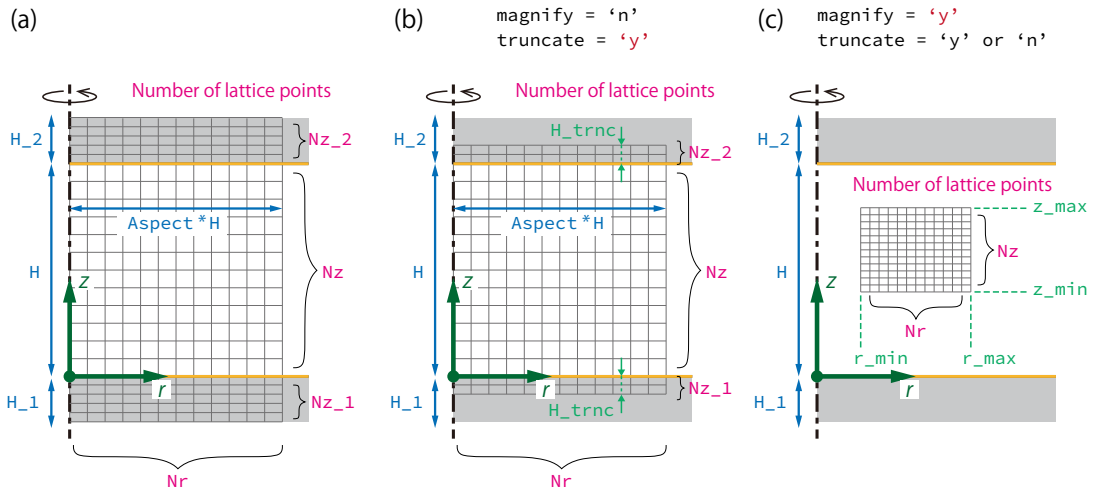 (a)
Number of lattice points
H_2
Nz_2
Aspect*H
H
Nz
z
r
H_1
Nz_1
Nr
(b)
magnify = ‘n’
truncate = ‘y’
Number of lattice points
H_2
H_trnc
Nz_2
Aspect*H
H
Nz
z
r
H_1
H_trnc
Nz_1
Nr
(c)
magnify = ‘y’
truncate = ‘y’ or ‘n’
H_2
Number of lattice points
z_max
H
Nz
z
z_min
Nr
r_min
r_max
r
H_1